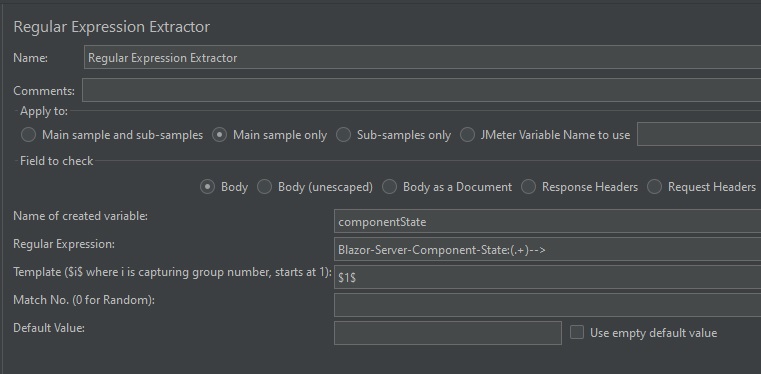 Regular Expression Extractor
Name: Regular Expression Extractor
Comments:
Apply to:
Main sample and sub-samples Main sample only Sub-samples only JMeter Variable Name to use
Field to check
Body Body (unescaped) Body as a Document Response Headers Request Headers
Name of created variable: componentState
Regular Expression: Blazor-Server-Component-State:(.+)-->
Template ($i$ where i is capturing group number, starts at 1): $1$
Match No. (0 for Random):
Default Value: Use empty default value